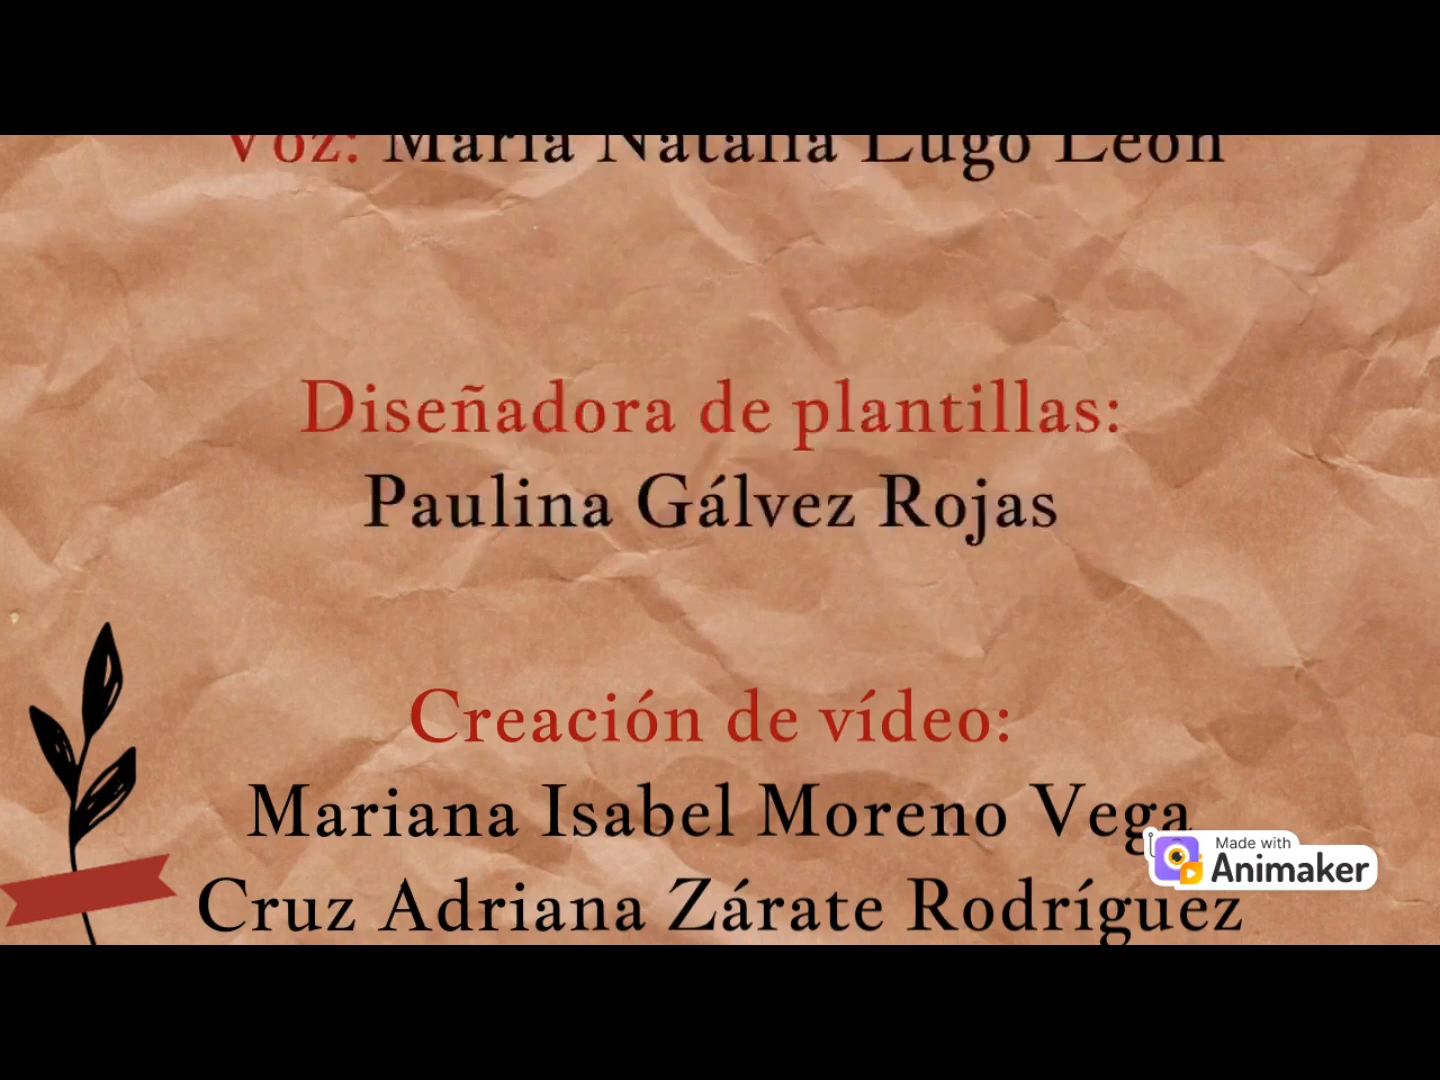 Voz: María Natalia Lugo León
Diseñadora de plantillas:
Paulina Gálvez Rojas
Creación de vídeo:
Mariana Isabel Moreno Vega
Cruz Adriana Zárate Rodríguez
Made with
Animaker